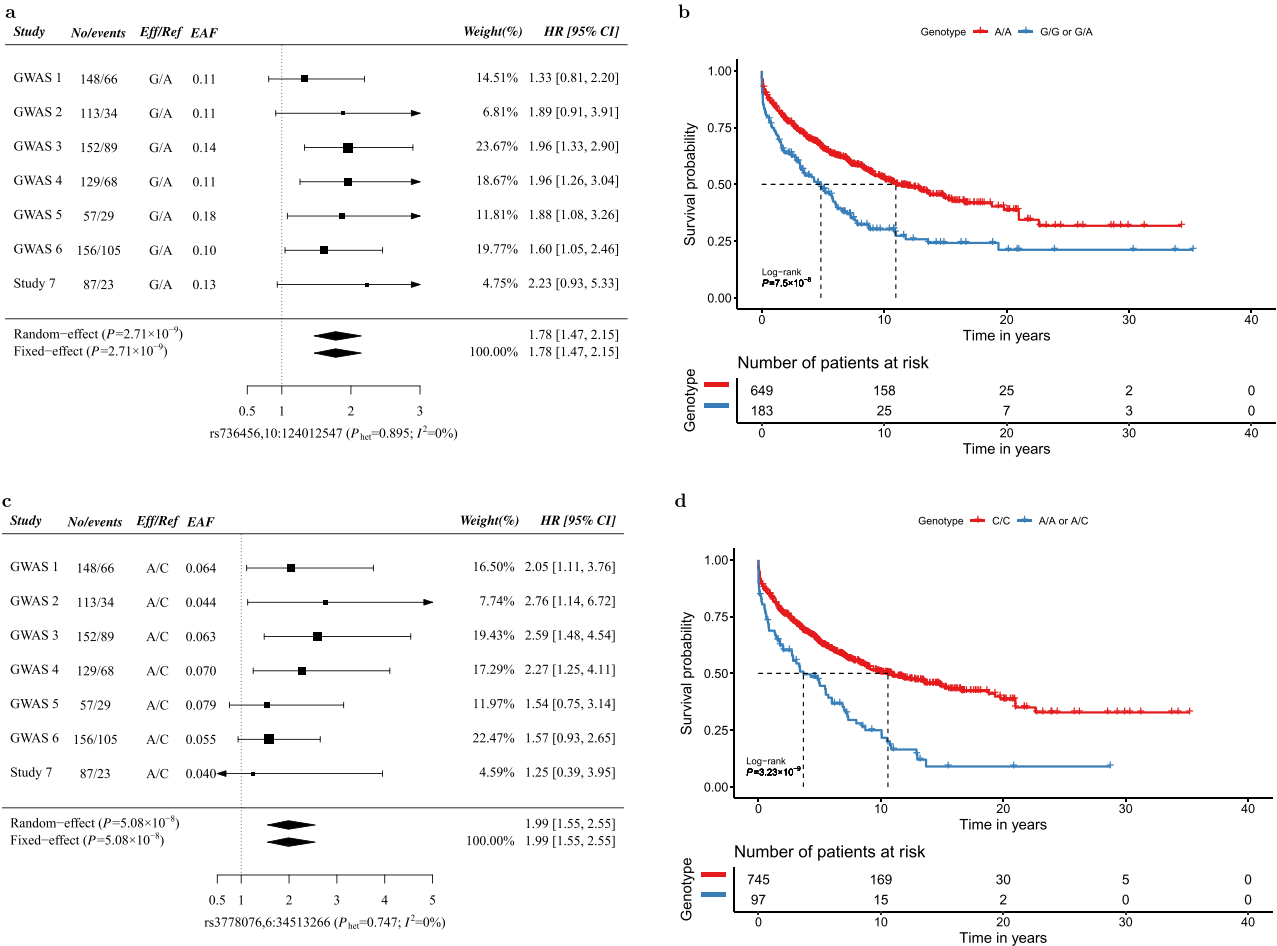 a
Study No/events Eff/Ref EAF Weight(%) HR [95% CI]
GWAS 1 148/66 G/A 0.11 14.51% 1.33 [0.81, 2.20]
GWAS 2 113/34 G/A 0.11 6.81% 1.89 [0.91, 3.91]
GWAS 3 152/89 G/A 0.14 23.67% 1.96 [1.33, 2.90]
GWAS 4 129/68 G/A 0.11 18.67% 1.96 [1.26, 3.04]
GWAS 5 57/29 G/A 0.18 11.81% 1.88 [1.08, 3.26]
GWAS 6 156/105 G/A 0.10 19.77% 1.60 [1.05, 2.46]
Study 7 87/23 G/A 0.13 4.75% 2.23 [0.93, 5.33]
Random−effect (P=2.71×10⁻⁹) 1.78 [1.47, 2.15]
Fixed−effect (P=2.71×10⁻⁹) 100.00% 1.78 [1.47, 2.15]
0.5 1 2 3
rs736456,10:124012547 (Phet=0.895; I²=0%)
b
Genotype A/A G/G or G/A
Survival probability
1.00
0.75
0.50
0.25
0.00
Log−rank
P=7.5×10⁻⁸
0 10 20 30 40
Time in years
Number of patients at risk
Genotype
649 158 25 2 0
183 25 7 3 0
0 10 20 30 40
Time in years
c
Study No/events Eff/Ref EAF Weight(%) HR [95% CI]
GWAS 1 148/66 A/C 0.064 16.50% 2.05 [1.11, 3.76]
GWAS 2 113/34 A/C 0.044 7.74% 2.76 [1.14, 6.72]
GWAS 3 152/89 A/C 0.063 19.43% 2.59 [1.48, 4.54]
GWAS 4 129/68 A/C 0.070 17.29% 2.27 [1.25, 4.11]
GWAS 5 57/29 A/C 0.079 11.97% 1.54 [0.75, 3.14]
GWAS 6 156/105 A/C 0.055 22.47% 1.57 [0.93, 2.65]
Study 7 87/23 A/C 0.040 4.59% 1.25 [0.39, 3.95]
Random−effect (P=5.08×10⁻⁸) 1.99 [1.55, 2.55]
Fixed−effect (P=5.08×10⁻⁸) 100.00% 1.99 [1.55, 2.55]
0.5 1 2 3 4 5
rs3778076,6:34513266 (Phet=0.747; I²=0%)
d
Genotype C/C A/A or A/C
Survival probability
1.00
0.75
0.50
0.25
0.00
Log−rank
P=3.23×10⁻⁹
0 10 20 30 40
Time in years
Number of patients at risk
Genotype
745 169 30 5 0
97 15 2 0 0
0 10 20 30 40
Time in years